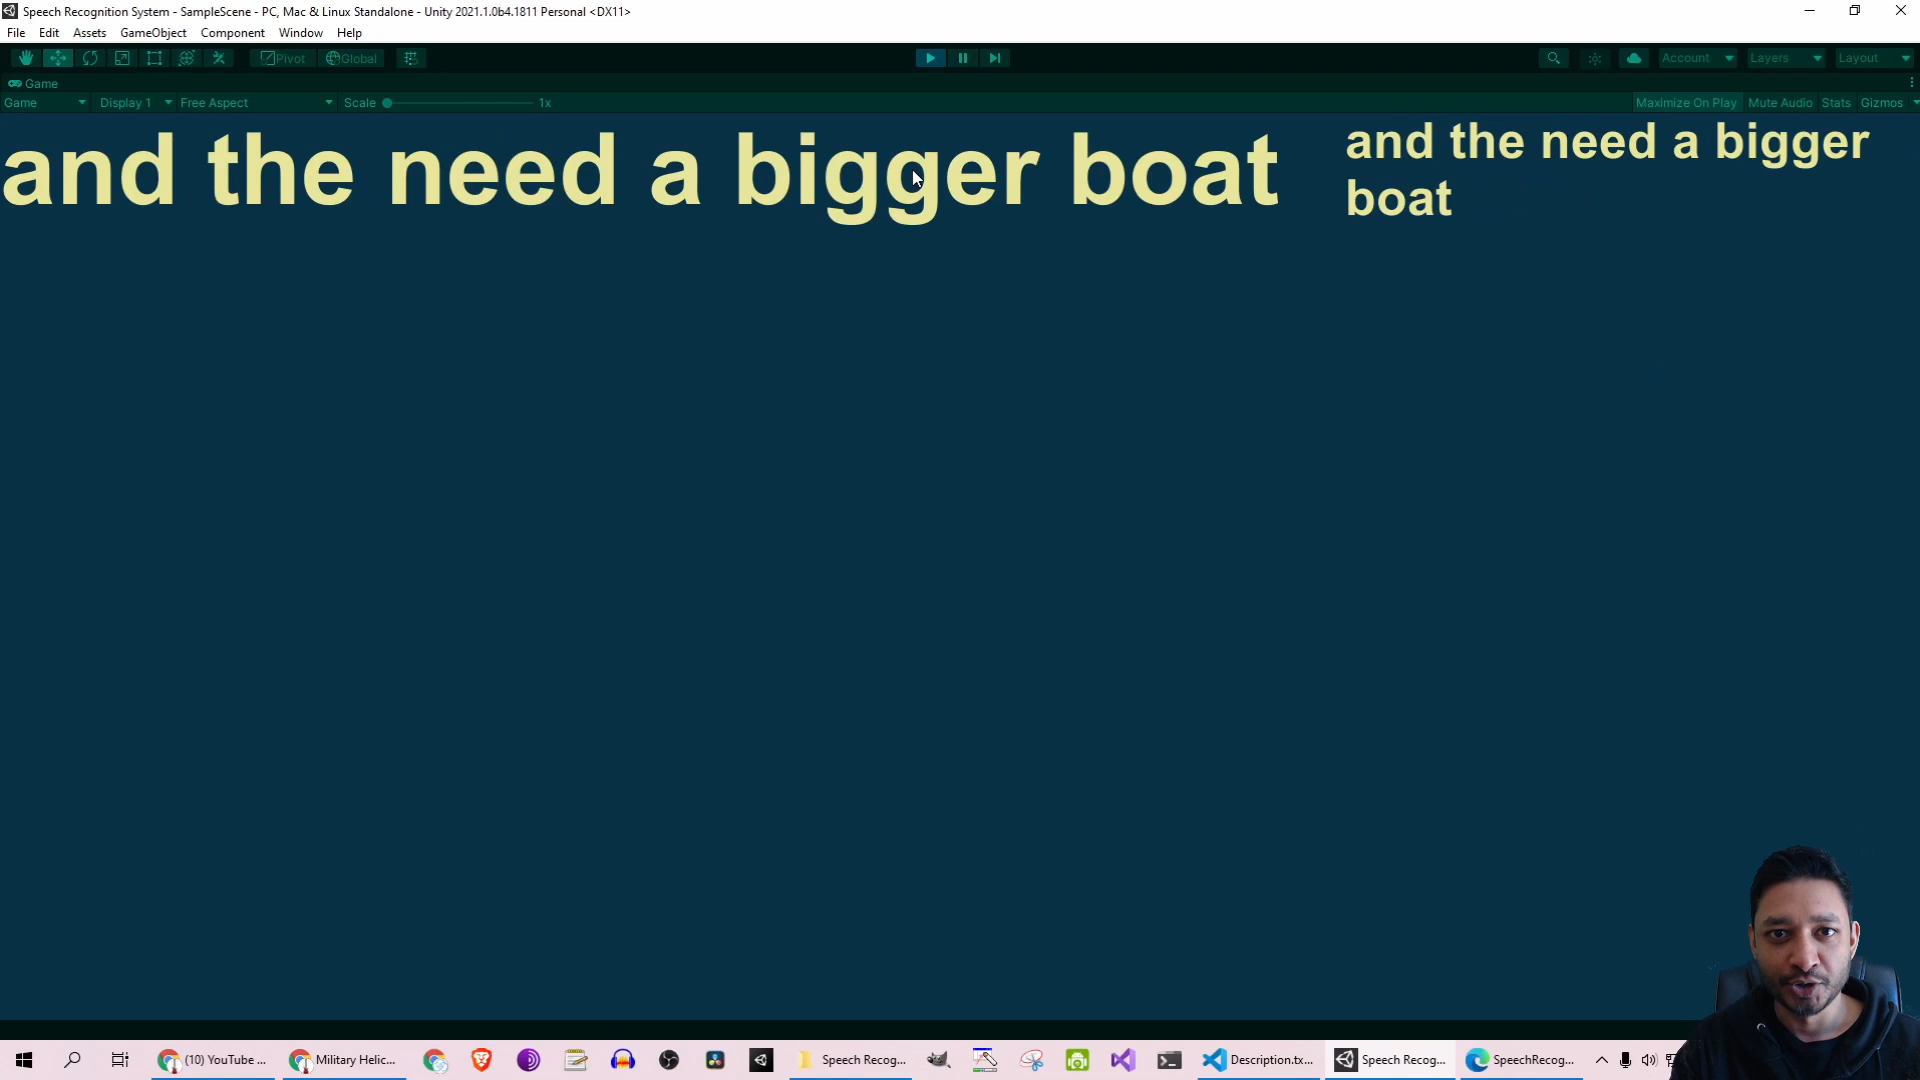 Speech Recognition System - SampleScene - PC, Mac & Linux Standalone - Unity 2021.1.0b4.1811 Personal <DX11>
File Edit Assets GameObject Component Window Help
Pivot Global Account Layers Layout
Game
Game Display 1 Free Aspect Scale 1x Maximize On Play Mute Audio Stats Gizmos
and the need a bigger boat
and the need a bigger
boat
(10) YouTube ... Military Helic... Speech Recog... Description.tx... Speech Recog... SpeechRecog...